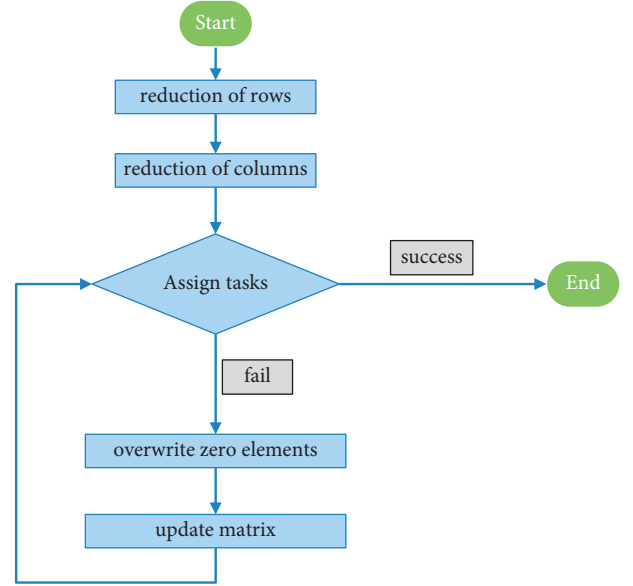 Start
reduction of rows
reduction of columns
success
Assign tasks
End
fail
overwrite zero elements
update matrix